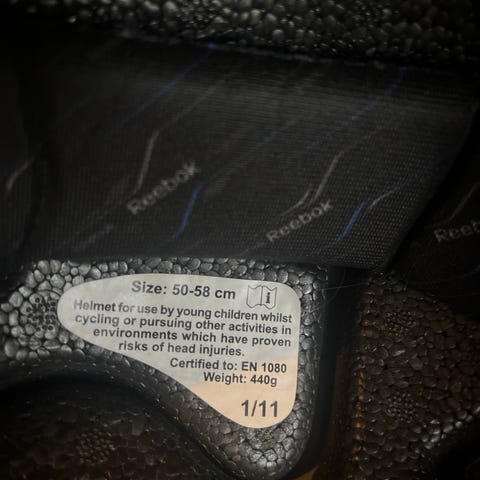 Reebok
Reebok
Reebok
Size: 50-58 cm
Helmet for use by young children whilst
cycling or pursuing other activities in
environments which have proven
risks of head injuries.
Certified to: EN 1080
Weight: 440g
1/11